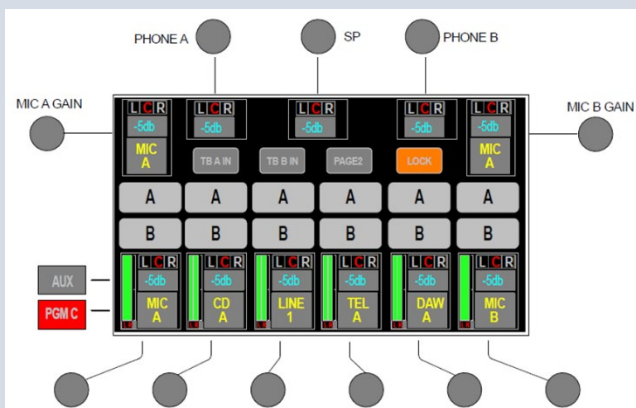 PHONE A
SP
PHONE B
MIC A GAIN
MIC B GAIN
L C R
L C R
L C R
L C R
L C R
-5db
-5db
-5db
-5db
-5db
MIC
A
TB A IN
TB B IN
PAGE2
LOCK
MIC
A
A
A
A
A
A
A
B
B
B
B
B
B
L C R
L C R
L C R
L C R
L C R
L C R
AUX
-5db
-5db
-5db
-5db
-5db
-5db
PGM C
MIC
A
CD
A
LINE
1
TEL
A
DAW
A
MIC
B